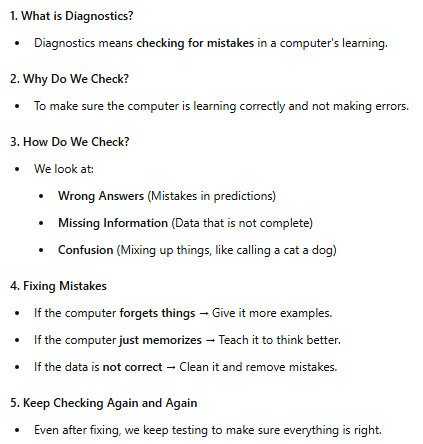 1. What is Diagnostics?
• Diagnostics means checking for mistakes in a computer's learning.
2. Why Do We Check?
• To make sure the computer is learning correctly and not making errors.
3. How Do We Check?
• We look at:
• Wrong Answers (Mistakes in predictions)
• Missing Information (Data that is not complete)
• Confusion (Mixing up things, like calling a cat a dog)
4. Fixing Mistakes
• If the computer forgets things → Give it more examples.
• If the computer just memorizes → Teach it to think better.
• If the data is not correct → Clean it and remove mistakes.
5. Keep Checking Again and Again
• Even after fixing, we keep testing to make sure everything is right.